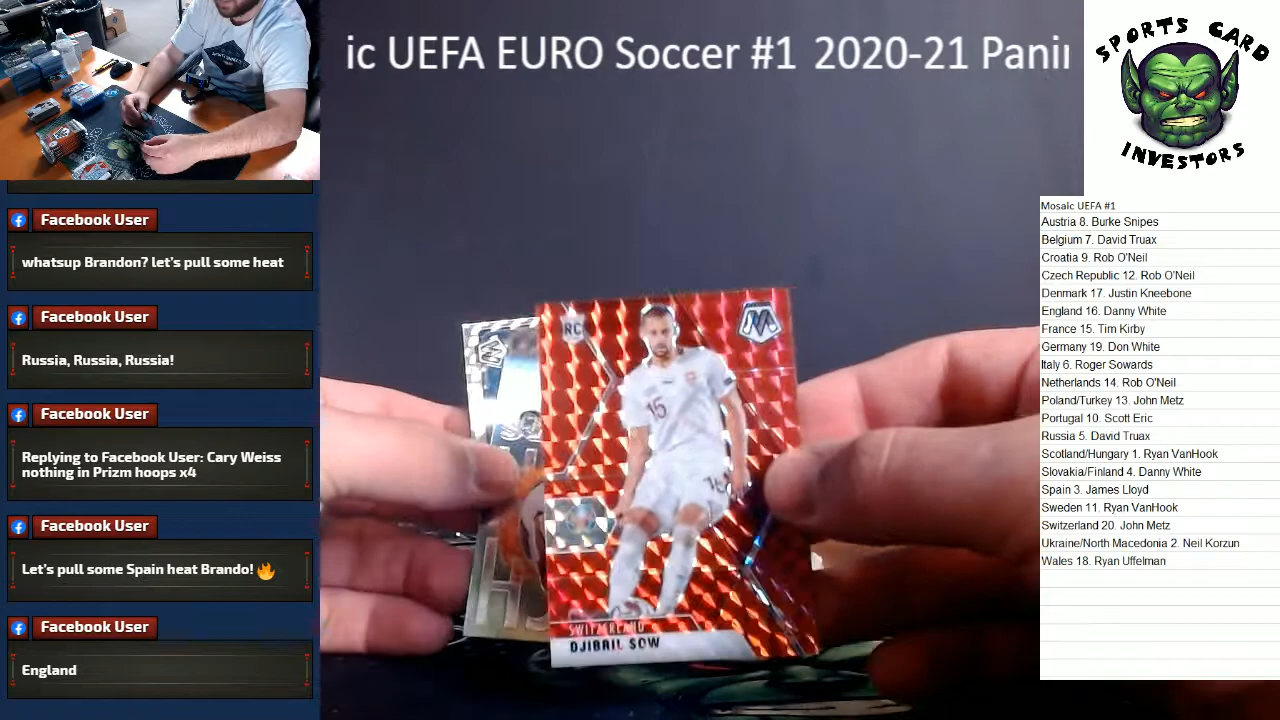 ic UEFA EURO Soccer #1 2020-21 Panin
SPORTS CARD
INVESTORS
Facebook User
whatsup Brandon? let's pull some heat
Facebook User
Russia, Russia, Russia!
Facebook User
Replying to Facebook User: Cary Weiss
nothing in Prizm hoops x4
Facebook User
Let's pull some Spain heat Brando! 🔥
Facebook User
England
RC
15
15
SWITZERLAND
DJIBRIL SOW
Mosaic UEFA #1
Austria 8. Burke Snipes
Belgium 7. David Truax
Croatia 9. Rob O'Neil
Czech Republic 12. Rob O'Neil
Denmark 17. Justin Kneebone
England 16. Danny White
France 15. Tim Kirby
Germany 19. Don White
Italy 6. Roger Sowards
Netherlands 14. Rob O'Neil
Poland/Turkey 13. John Metz
Portugal 10. Scott Eric
Russia 5. David Truax
Scotland/Hungary 1. Ryan VanHook
Slovakia/Finland 4. Danny White
Spain 3. James Lloyd
Sweden 11. Ryan VanHook
Switzerland 20. John Metz
Ukraine/North Macedonia 2. Neil Korzun
Wales 18. Ryan Uffelman